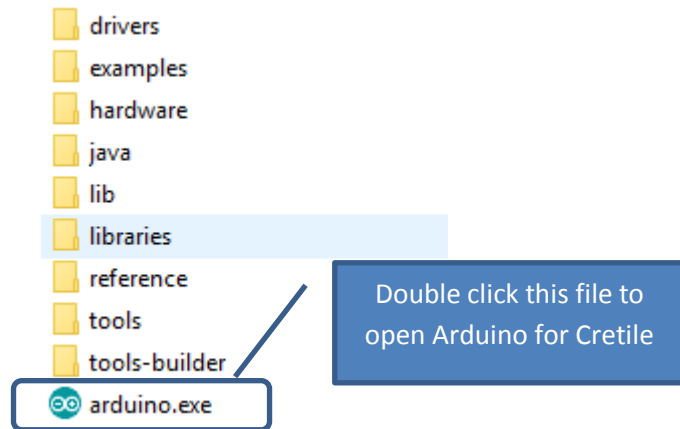 drivers
examples
hardware
java
lib
libraries
reference
tools
tools-builder
arduino.exe
Double click this file to
open Arduino for Cretile